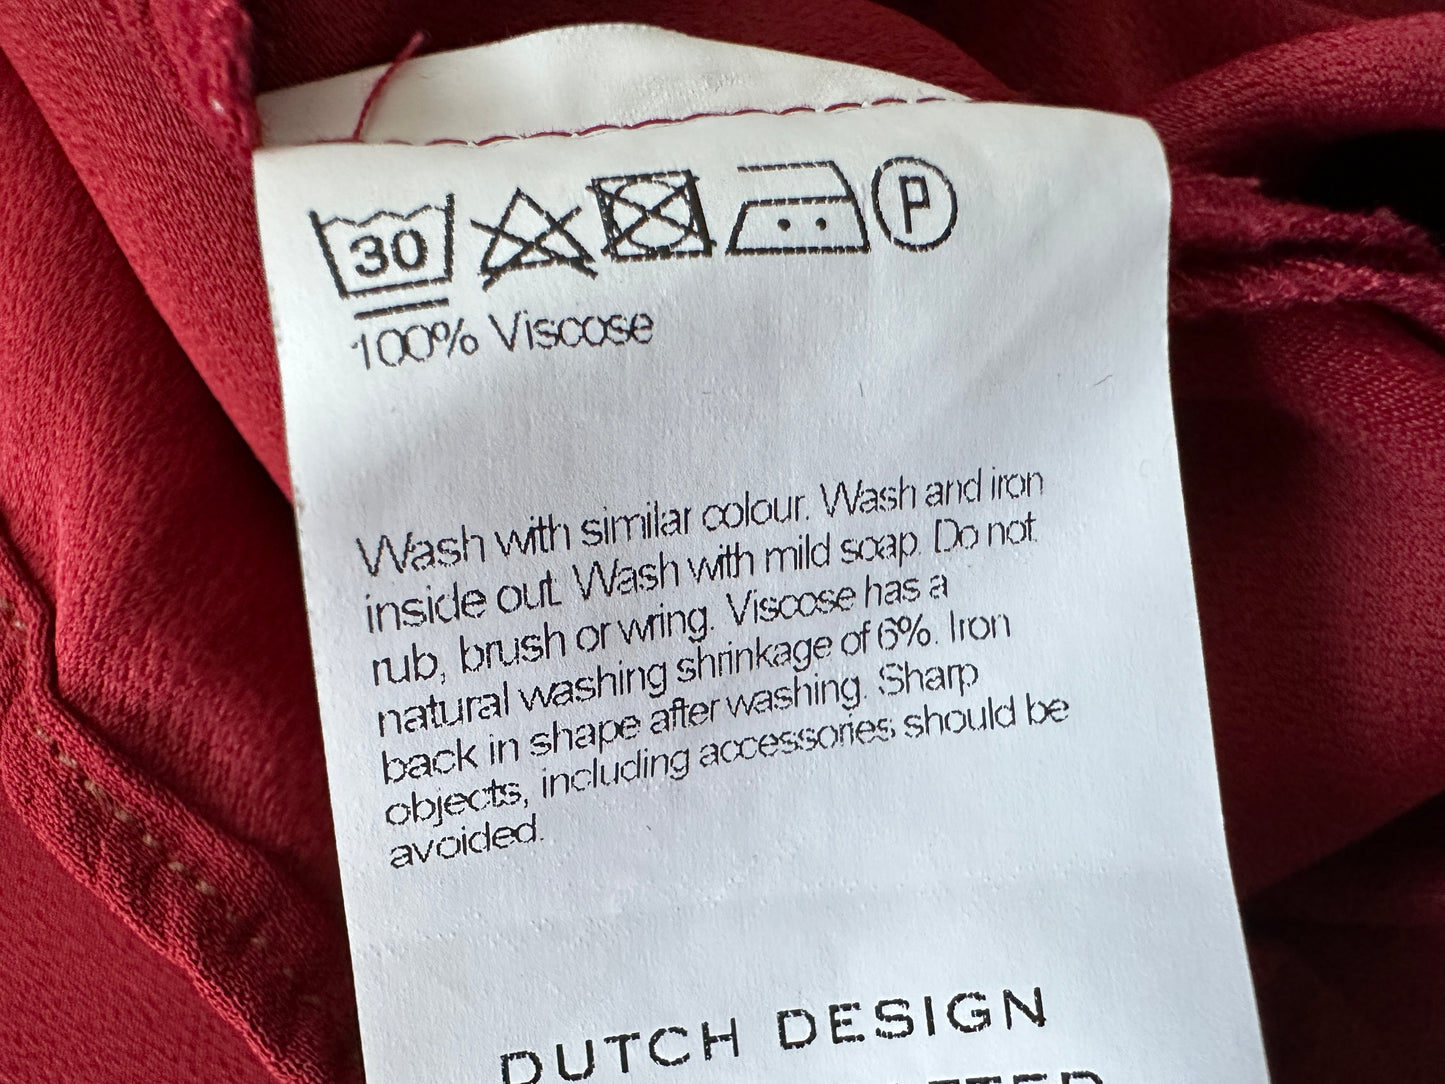 30 P
100% Viscose
Wash with similar colour. Wash and iron
inside out. Wash with mild soap. Do not
rub, brush or wring. Viscose has a
natural washing shrinkage of 6%. Iron
back in shape after washing. Sharp
objects, including accessories should be
avoided.
DUTCH DESIGN